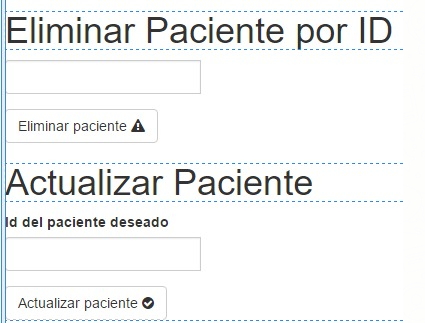 Eliminar Paciente por ID
Eliminar paciente
Actualizar Paciente
Id del paciente deseado
Actualizar paciente